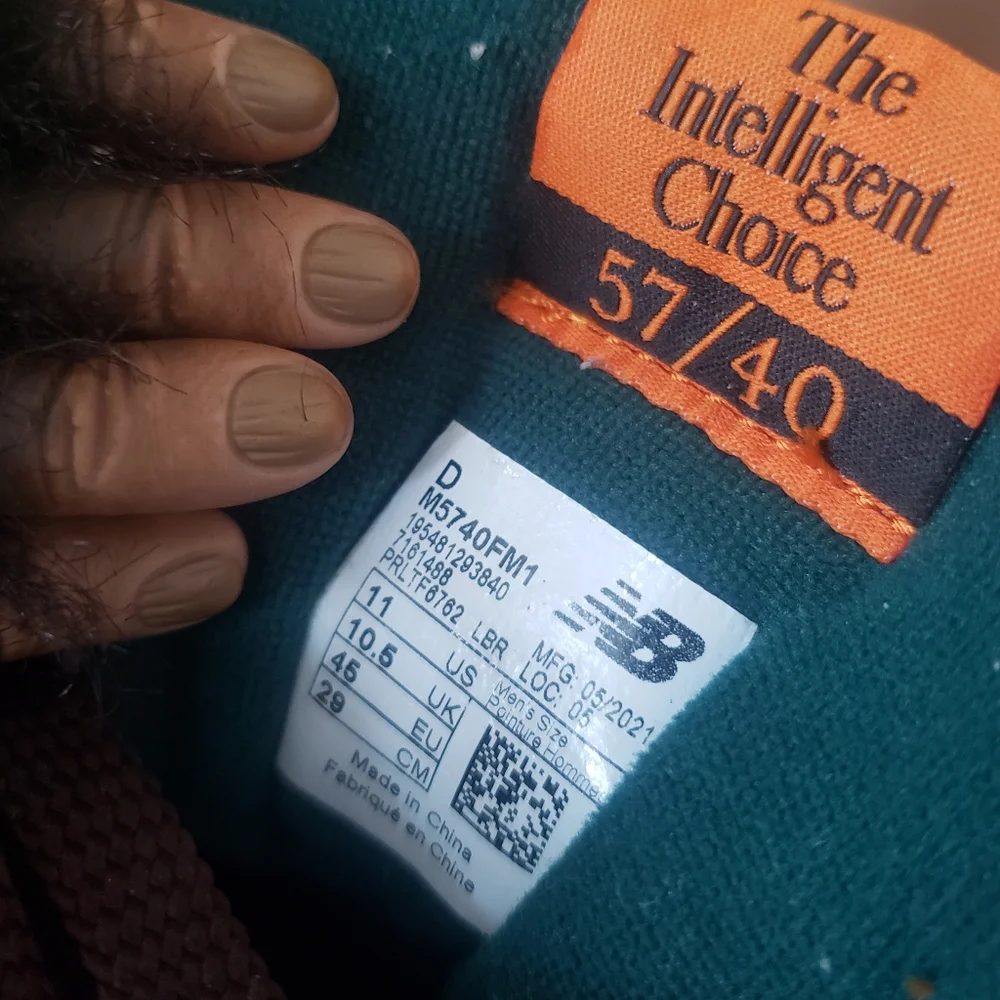 The
Intelligent
Choice
57/40
D
M5740FM1
195481293840
7161488
PRLTF6762 LBR
NB
MFG: 05/2021
LOC: 05
11 US
10.5 UK
45 EU
29 CM
Men's Size
Pointure Homme
Made in China
Fabriqué en Chine